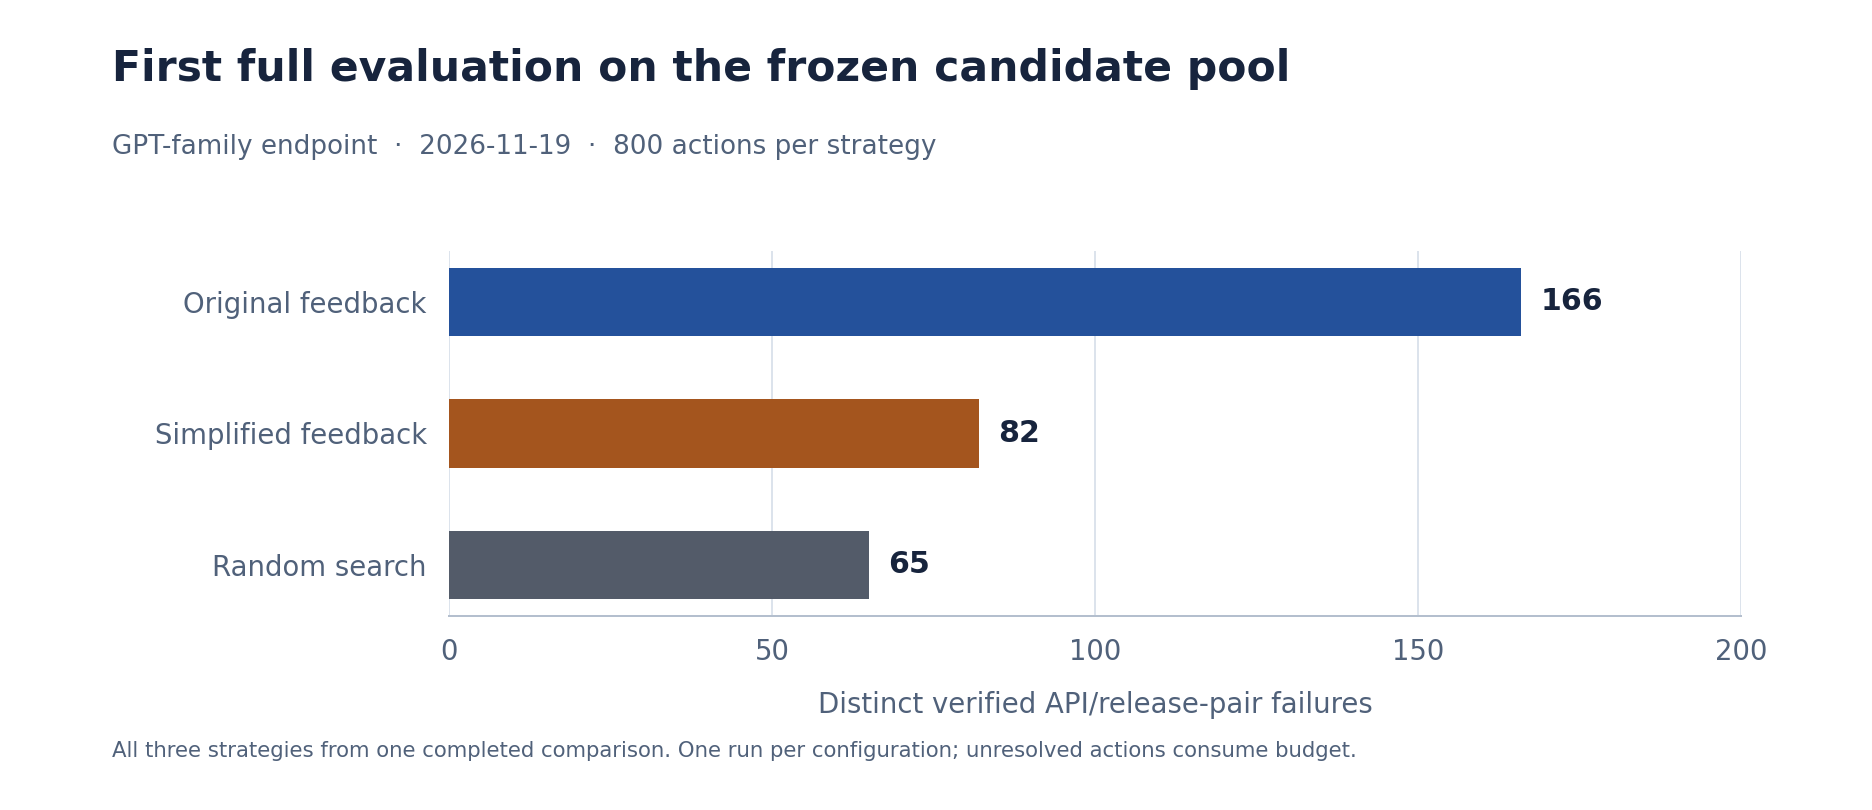 First full evaluation on the frozen candidate pool
GPT-family endpoint · 2026-11-19 · 800 actions per strategy
Original feedback 166
Simplified feedback 82
Random search 65
0 50 100 150 200
Distinct verified API/release-pair failures
All three strategies from one completed comparison. One run per configuration; unresolved actions consume budget.